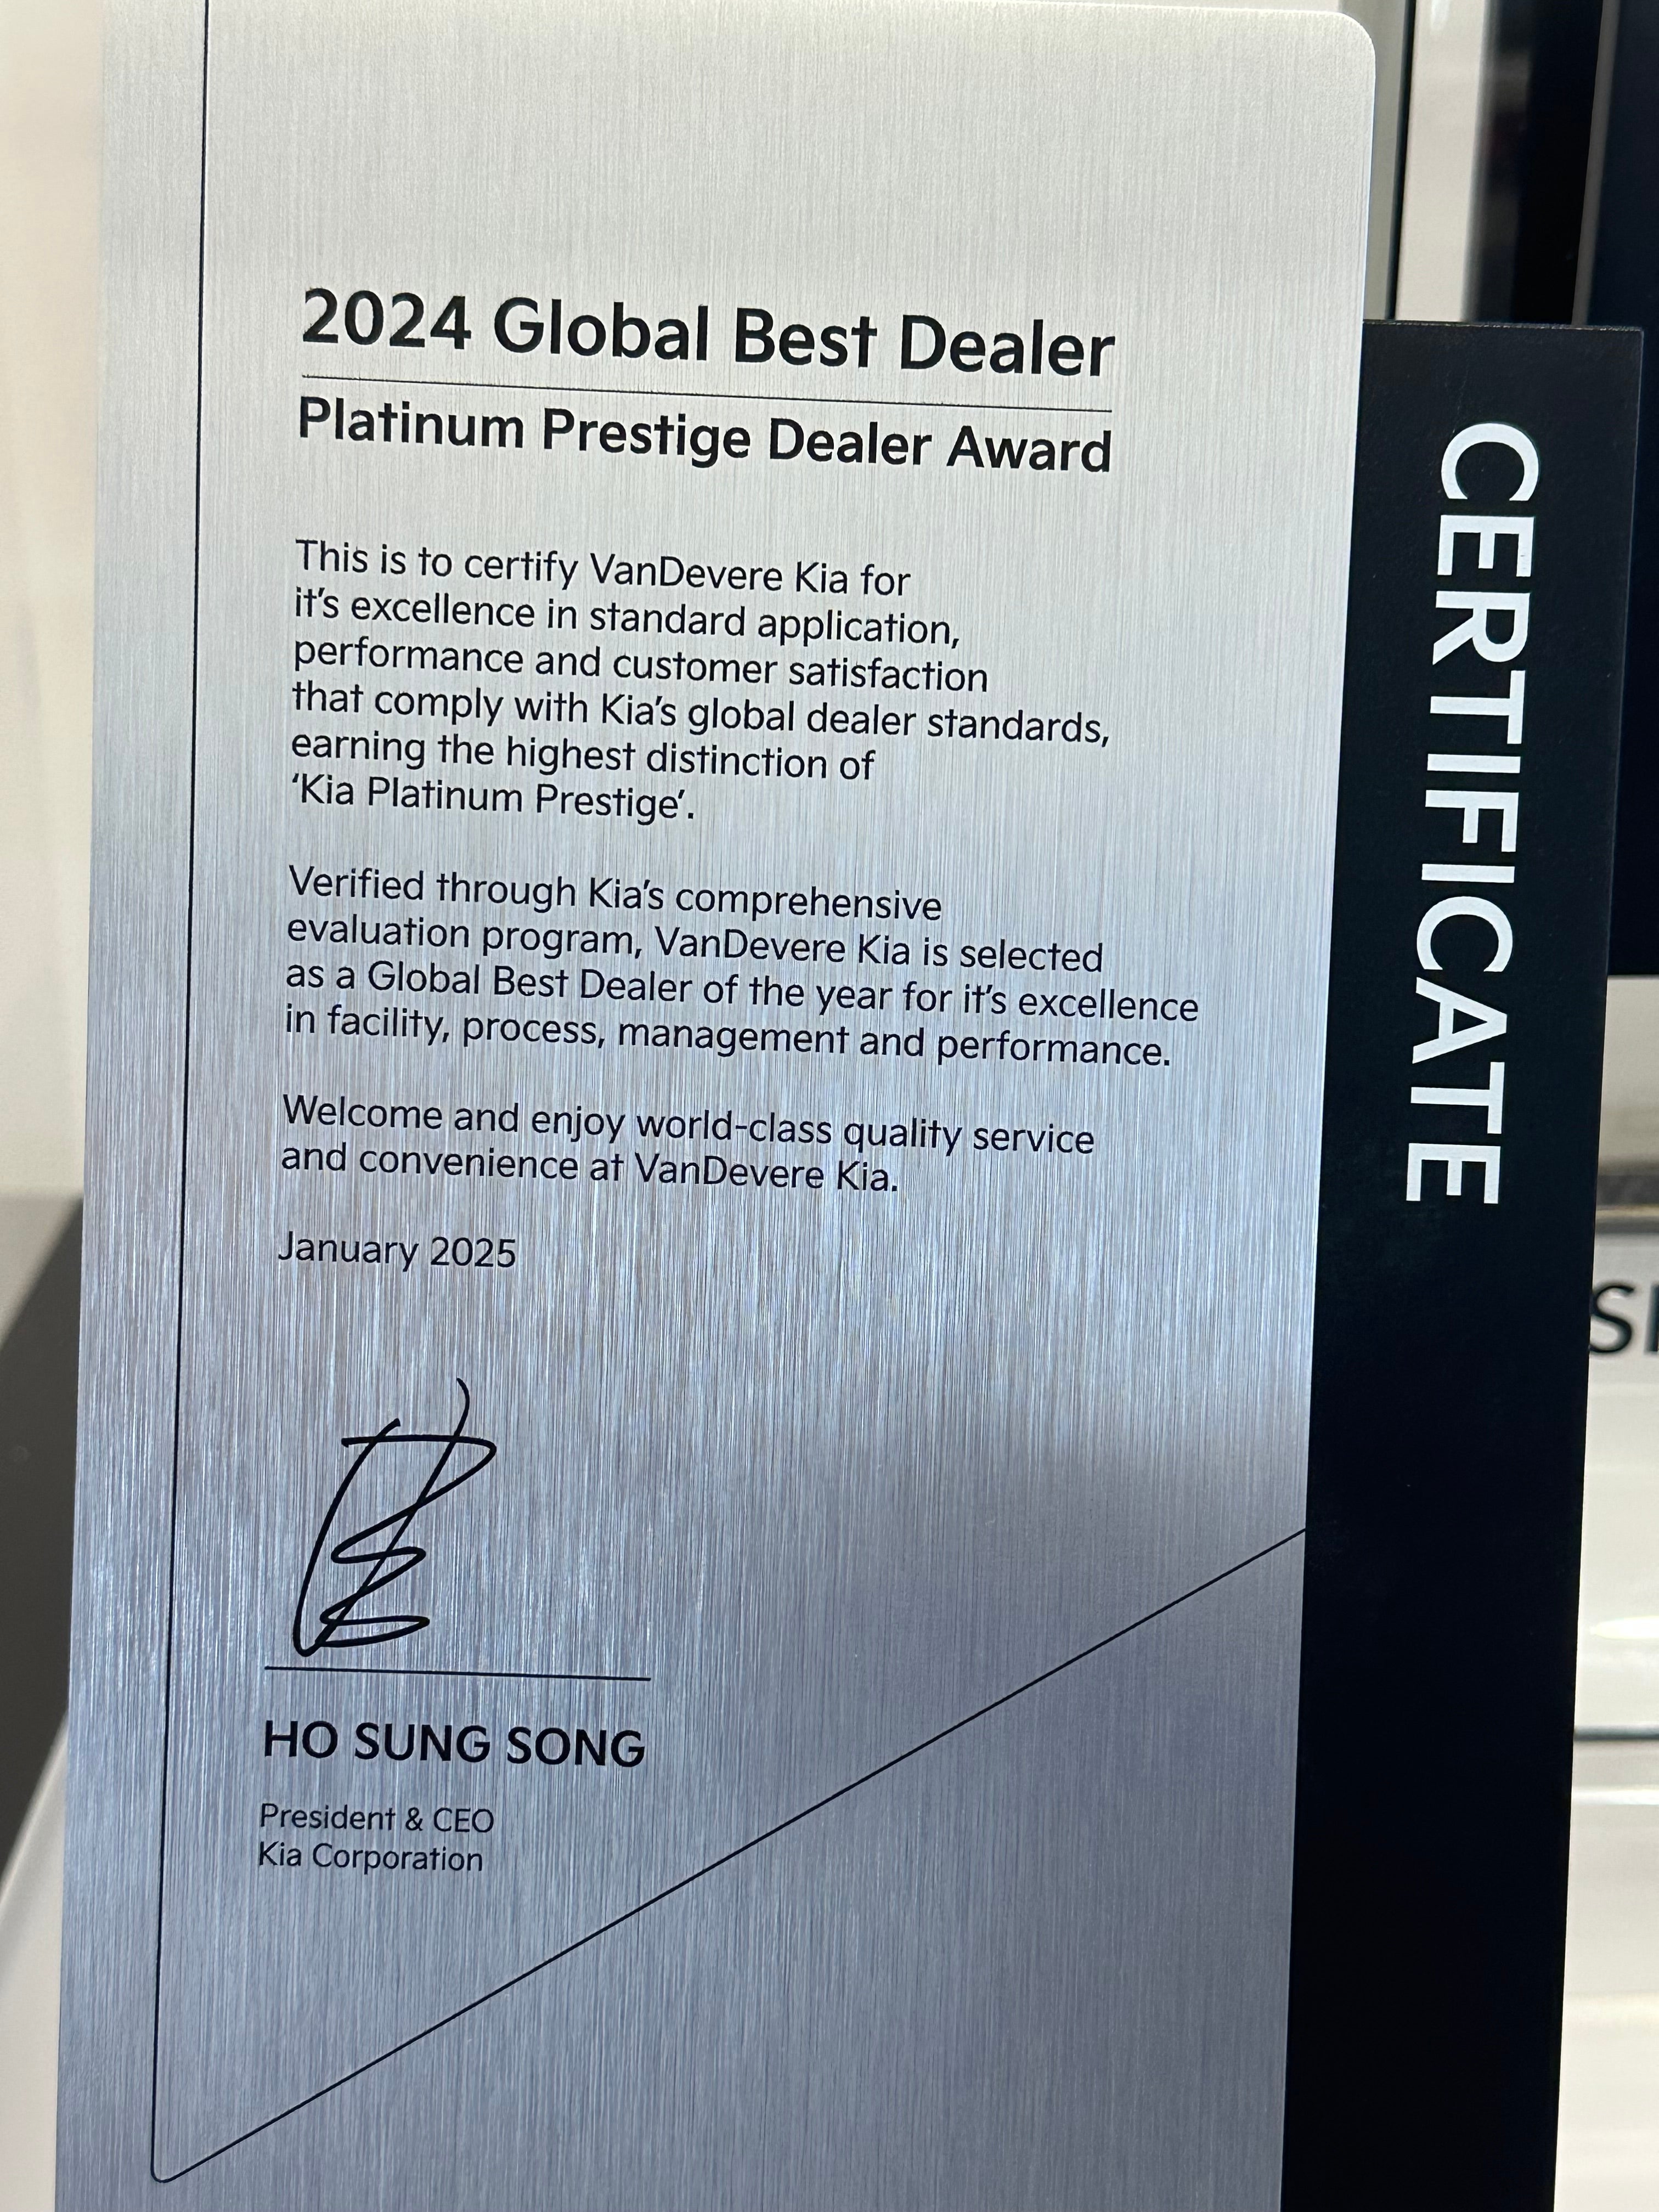 2024 Global Best Dealer
Platinum Prestige Dealer Award
This is to certify VanDevere Kia for
it's excellence in standard application,
performance and customer satisfaction
that comply with Kia's global dealer standards,
earning the highest distinction of
‘Kia Platinum Prestige’.
Verified through Kia's comprehensive
evaluation program, VanDevere Kia is selected
as a Global Best Dealer of the year for it's excellence
in facility, process, management and performance.
Welcome and enjoy world-class quality service
and convenience at VanDevere Kia.
January 2025
HO SUNG SONG
President & CEO
Kia Corporation
CERTIFICATE